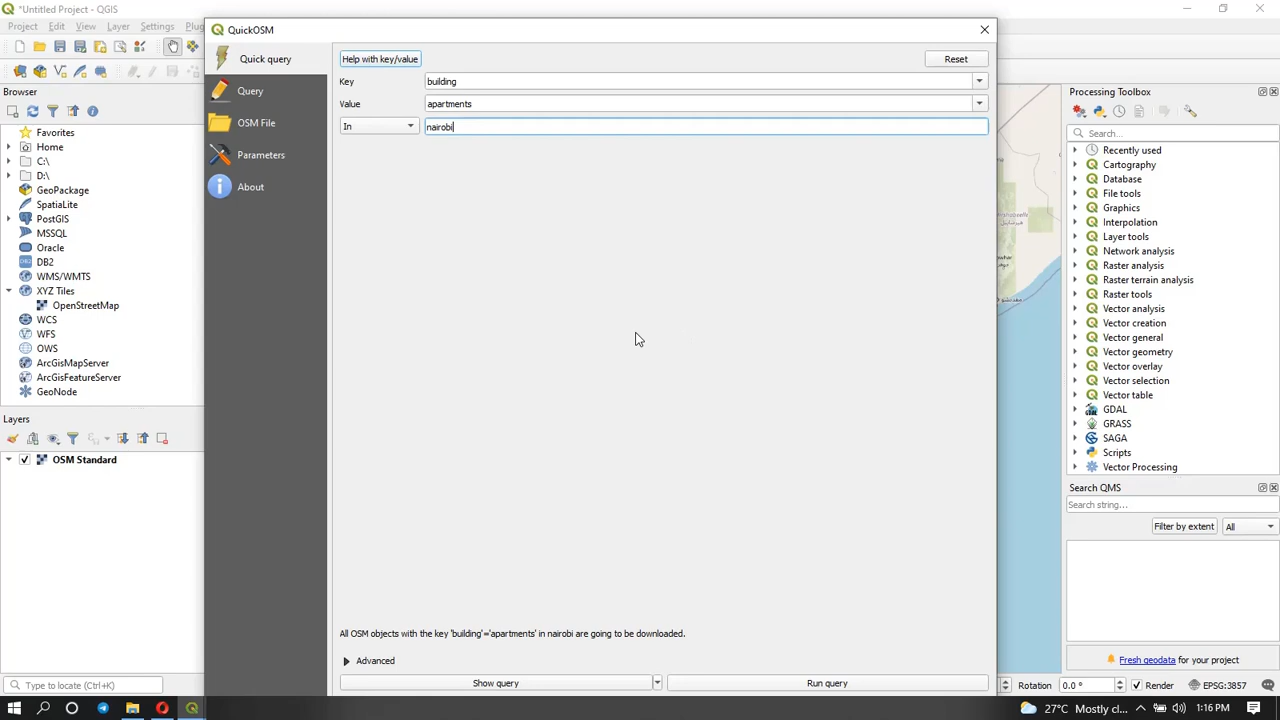 *Untitled Project — QGIS
QuickOSM
Project Edit View Layer Settings Plug
Quick query
Query
OSM File
Parameters
About
Help with key/value
Reset
Key
building
Value
apartments
In
nairobi
All OSM objects with the key 'building'='apartments' in nairobi are going to be downloaded.
Advanced
Show query
Run query
Browser
Favorites
Home
C:\
D:\
GeoPackage
SpatiaLite
PostGIS
MSSQL
Oracle
DB2
WMS/WMTS
XYZ Tiles
OpenStreetMap
WCS
WFS
OWS
ArcGisMapServer
ArcGisFeatureServer
GeoNode
Layers
OSM Standard
Processing Toolbox
Search...
Recently used
Cartography
Database
File tools
Graphics
Interpolation
Layer tools
Network analysis
Raster analysis
Raster terrain analysis
Raster tools
Vector analysis
Vector creation
Vector general
Vector geometry
Vector overlay
Vector selection
Vector table
GDAL
GRASS
SAGA
Scripts
Vector Processing
Search QMS
Search string...
Filter by extent
All
Fresh geodata for your project
Type to locate (Ctrl+K)
Rotation 0.0 ° Render EPSG:3857
27°C Mostly cl... 1:16 PM